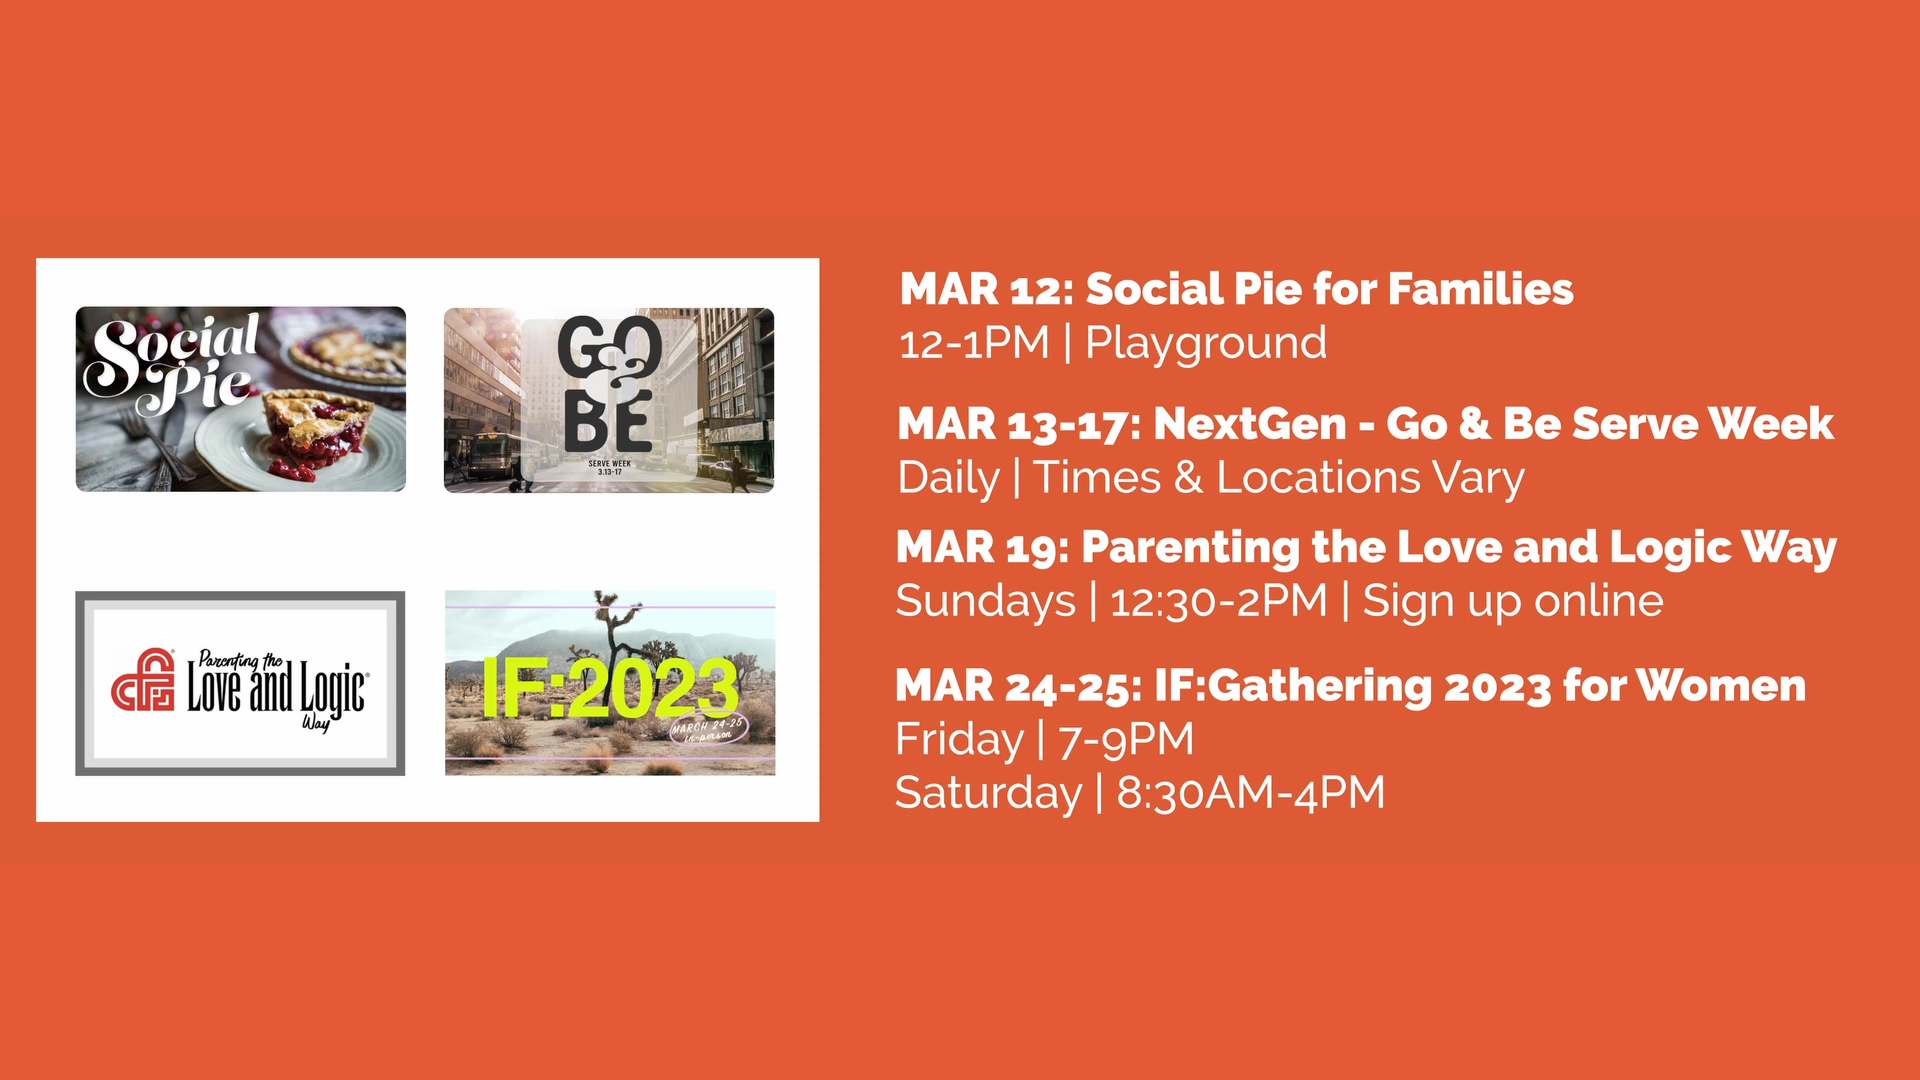 Social
Pie
GO
&
BE
SERVE WEEK
3.13-17
Parenting the
Love and Logic®
Way
IF:2023
MARCH 24-25
in-person
MAR 12: Social Pie for Families
12-1PM | Playground
MAR 13-17: NextGen - Go & Be Serve Week
Daily | Times & Locations Vary
MAR 19: Parenting the Love and Logic Way
Sundays | 12:30-2PM | Sign up online
MAR 24-25: IF:Gathering 2023 for Women
Friday | 7-9PM
Saturday | 8:30AM-4PM